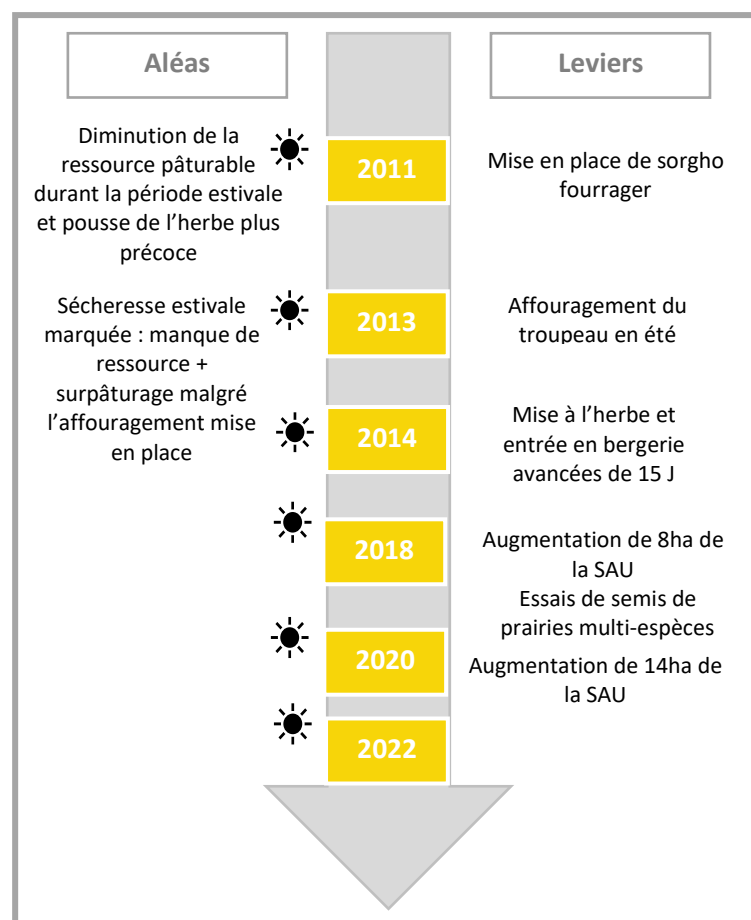 Aléas
Leviers
Diminution de la
ressource pâturable
durant la période estivale
et pousse de l’herbe plus
précoce
2011
Mise en place de sorgho
fourrager
Sécheresse estivale
marquée : manque de
ressource +
surpâturage malgré
l’affouragement mise
en place
2013
Affouragement du
troupeau en été
2014
Mise à l’herbe et
entrée en bergerie
avancées de 15 J
2018
Augmentation de 8ha de
la SAU
Essais de semis de
prairies multi-espèces
2020
Augmentation de 14ha de
la SAU
2022